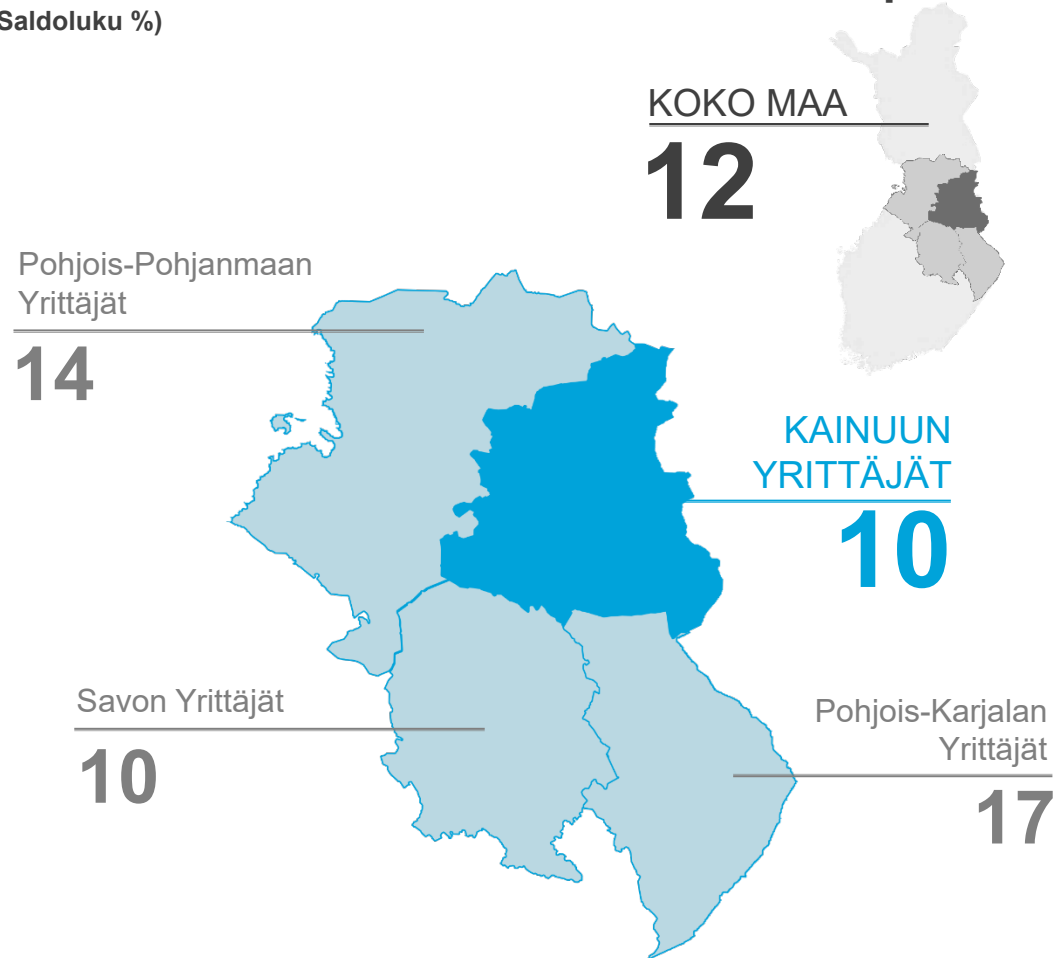 Saldoluku %)
KOKO MAA
12
Pohjois-Pohjanmaan
Yrittäjät
14
KAINUUN
YRITTÄJÄT
10
Savon Yrittäjät
10
Pohjois-Karjalan
Yrittäjät
17